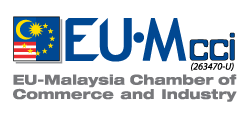 EU·Mcci
(263470-U)
EU-Malaysia Chamber of
Commerce and Industry